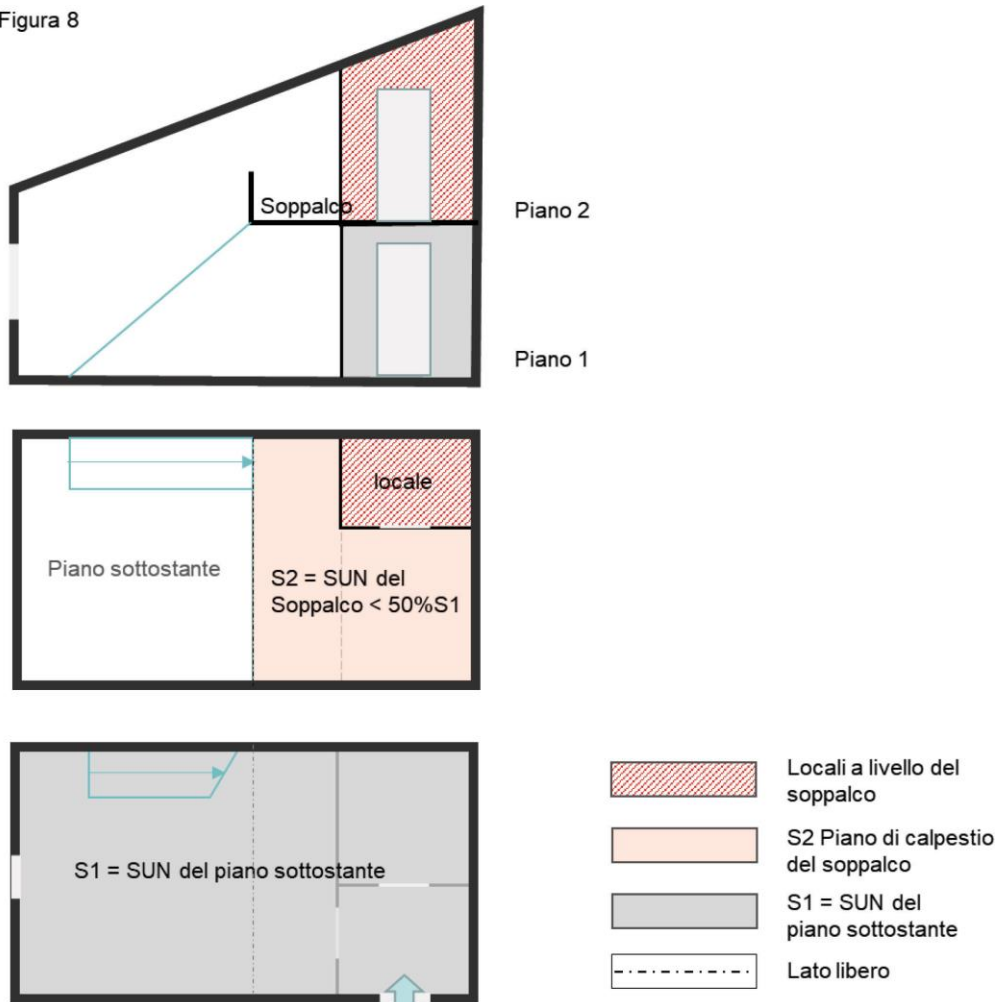 Figura 8
Soppalco
Piano 2
Piano 1
locale
Piano sottostante
S2 = SUN del
Soppalco < 50%S1
S1 = SUN del piano sottostante
Locali a livello del
soppalco
S2 Piano di calpestio
del soppalco
S1 = SUN del
piano sottostante
Lato libero